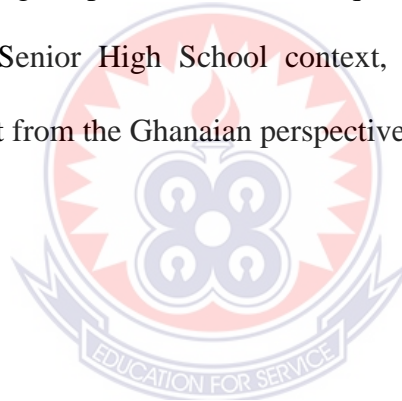 Senior High School context,
t from the Ghanaian perspective
EDUCATION FOR SERVICE